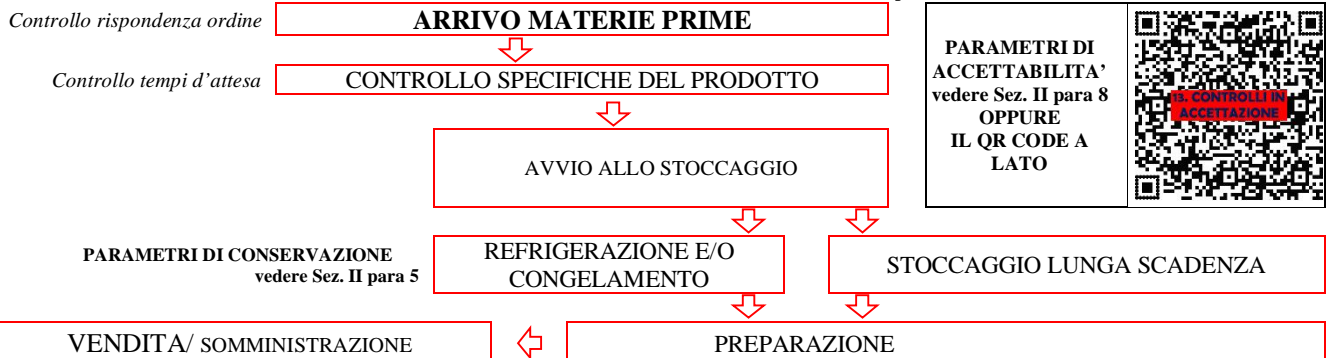 Controllo rispondenza ordine
ARRIVO MATERIE PRIME
Controllo tempi d'attesa
CONTROLLO SPECIFICHE DEL PRODOTTO
PARAMETRI DI
ACCETTABILITA'
vedere Sez. II para 8
OPPURE
IL QR CODE A
LATO
13. CONTROLLI IN
ACCETTAZIONE
AVVIO ALLO STOCCAGGIO
PARAMETRI DI CONSERVAZIONE
vedere Sez. II para 5
REFRIGERAZIONE E/O
CONGELAMENTO
STOCCAGGIO LUNGA SCADENZA
VENDITA/ SOMMINISTRAZIONE
PREPARAZIONE